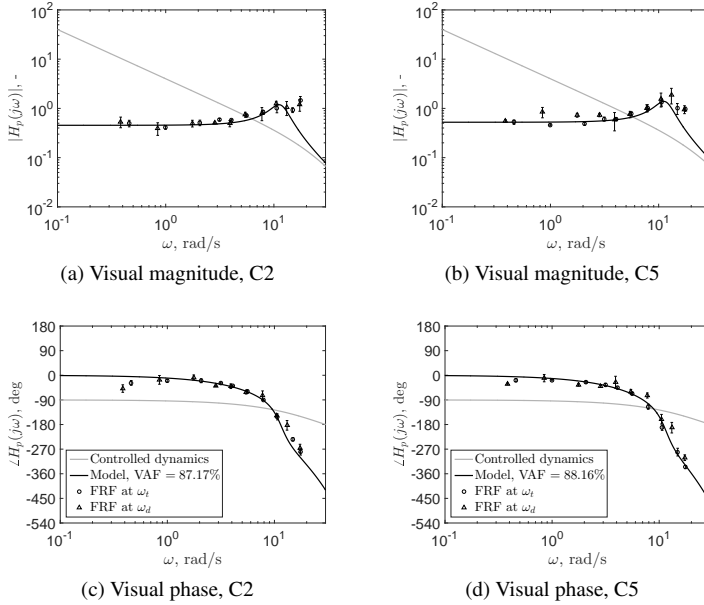 10^2
10^1
10^0
10^-1
10^-2
|H_p(jω)|, -
10^-1
10^0
10^1
ω, rad/s
(a) Visual magnitude, C2
10^2
10^1
10^0
10^-1
10^-2
|H_p(jω)|, -
10^-1
10^0
10^1
ω, rad/s
(b) Visual magnitude, C5
180
90
0
-90
-180
-270
-360
-450
-540
∠H_p(jω), deg
Controlled dynamics
Model, VAF = 87.17%
FRF at ω_t
FRF at ω_d
10^-1
10^0
10^1
ω, rad/s
(c) Visual phase, C2
180
90
0
-90
-180
-270
-360
-450
-540
∠H_p(jω), deg
Controlled dynamics
Model, VAF = 88.16%
FRF at ω_t
FRF at ω_d
10^-1
10^0
10^1
ω, rad/s
(d) Visual phase, C5